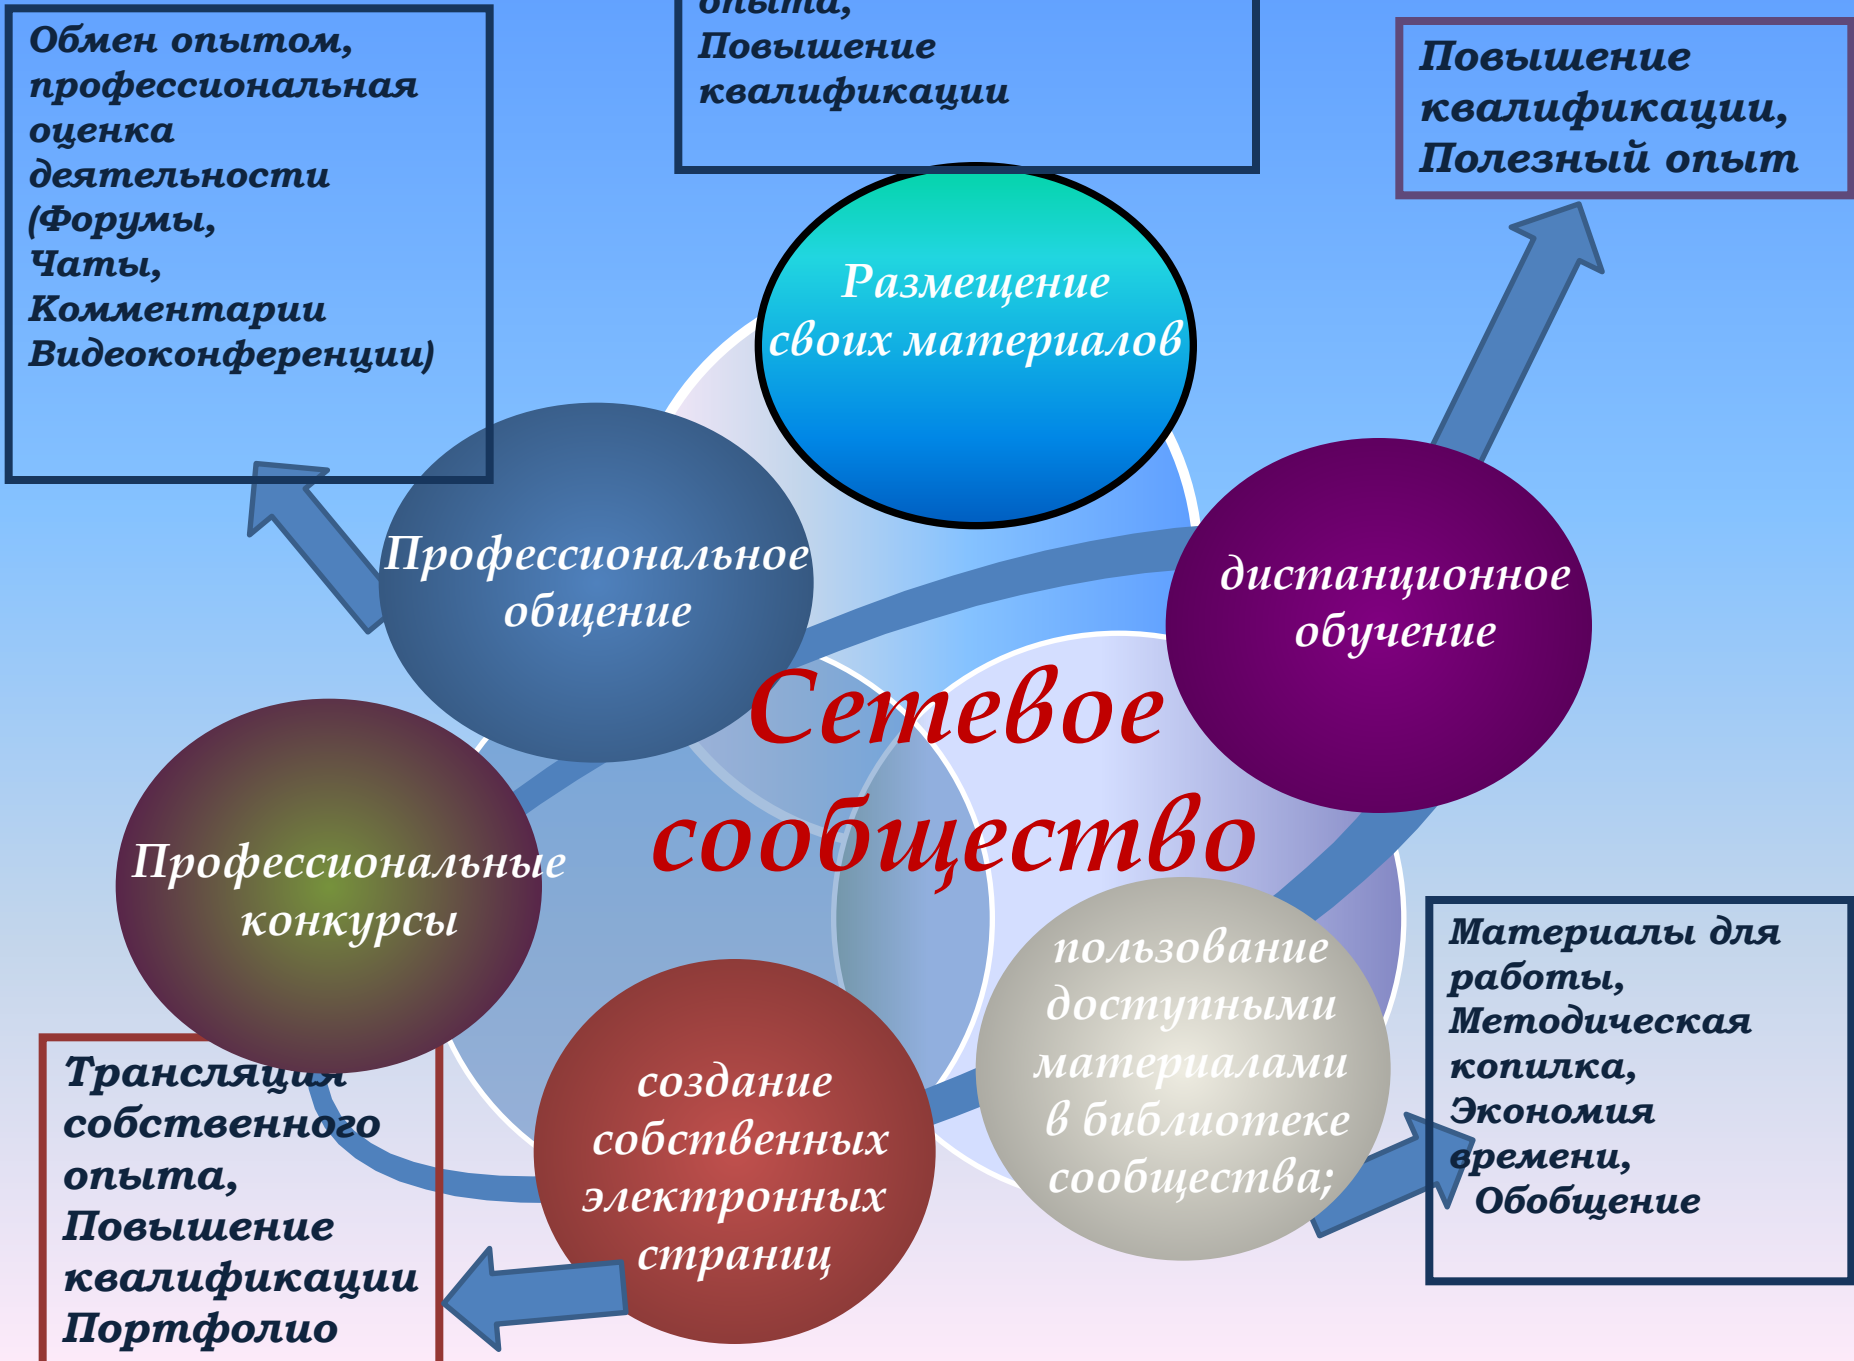 Обмен опытом,
профессиональная
оценка
деятельности
(Форумы,
Чаты,
Комментарии
Видеоконференции)
опыта,
Повышение
квалификации
Повышение
квалификации,
Полезный опыт
Размещение
своих материалов
Профессиональное
общение
дистанционное
обучение
Сетевое
сообщество
Профессиональные
конкурсы
пользование
доступными
материалами
в библиотеке
сообщества;
создание
собственных
электронных
страниц
Материалы для
работы,
Методическая
копилка,
Экономия
времени,
Обобщение
Трансляция
собственного
опыта,
Повышение
квалификации
Портфолио